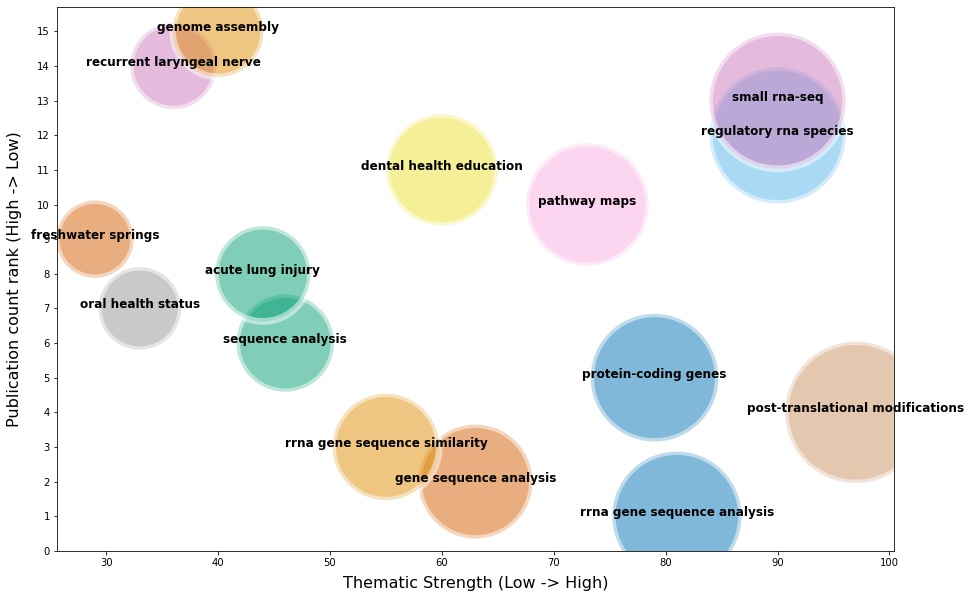 genome assembly
recurrent laryngeal nerve
small rna-seq
regulatory rna species
dental health education
pathway maps
freshwater springs
acute lung injury
oral health status
sequence analysis
protein-coding genes
post-translational modifications
rrna gene sequence similarity
gene sequence analysis
rrna gene sequence analysis
Publication count rank (High -> Low)
15
14
13
12
11
10
9
8
7
6
5
4
3
2
1
0
30
40
50
60
70
80
90
100
Thematic Strength (Low -> High)